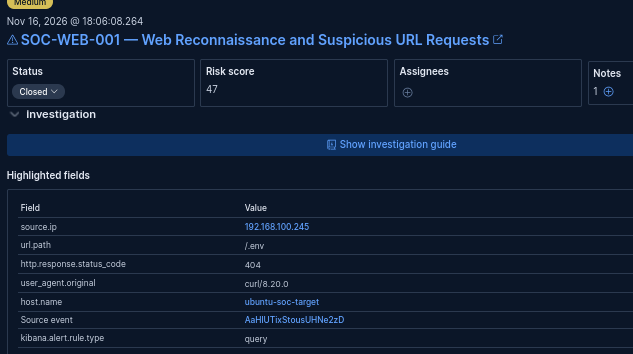 Medium
Nov 16, 2026 @ 18:06:08.264
SOC-WEB-001 — Web Reconnaissance and Suspicious URL Requests
Status
Closed
Risk score
47
Assignees
Notes
1
Investigation
Show investigation guide
Highlighted fields
Field Value
source.ip 192.168.100.245
url.path /.env
http.response.status_code 404
user_agent.original curl/8.20.0
host.name ubuntu-soc-target
Source event AaHIUTixStousUHNe2zD
kibana.alert.rule.type query